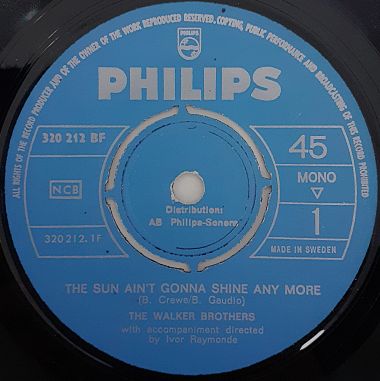 ALL RIGHTS OF THE RECORD PRODUCER AND OF THE OWNER OF THE WORK REPRODUCED RESERVED, COPYING, PUBLIC PERFORMANCE AND BROADCASTING OF THIS RECORD PROHIBITED
PHILIPS
PHILIPS
320 212 BF
45
NCB
MONO
Distribution:
AB Philips-Sonora
320 212. 1F
1
MADE IN SWEDEN
THE SUN AIN'T GONNA SHINE ANY MORE
(B. Crewe/B. Gaudio)
THE WALKER BROTHERS
with accompaniment directed
by Ivor Raymonde